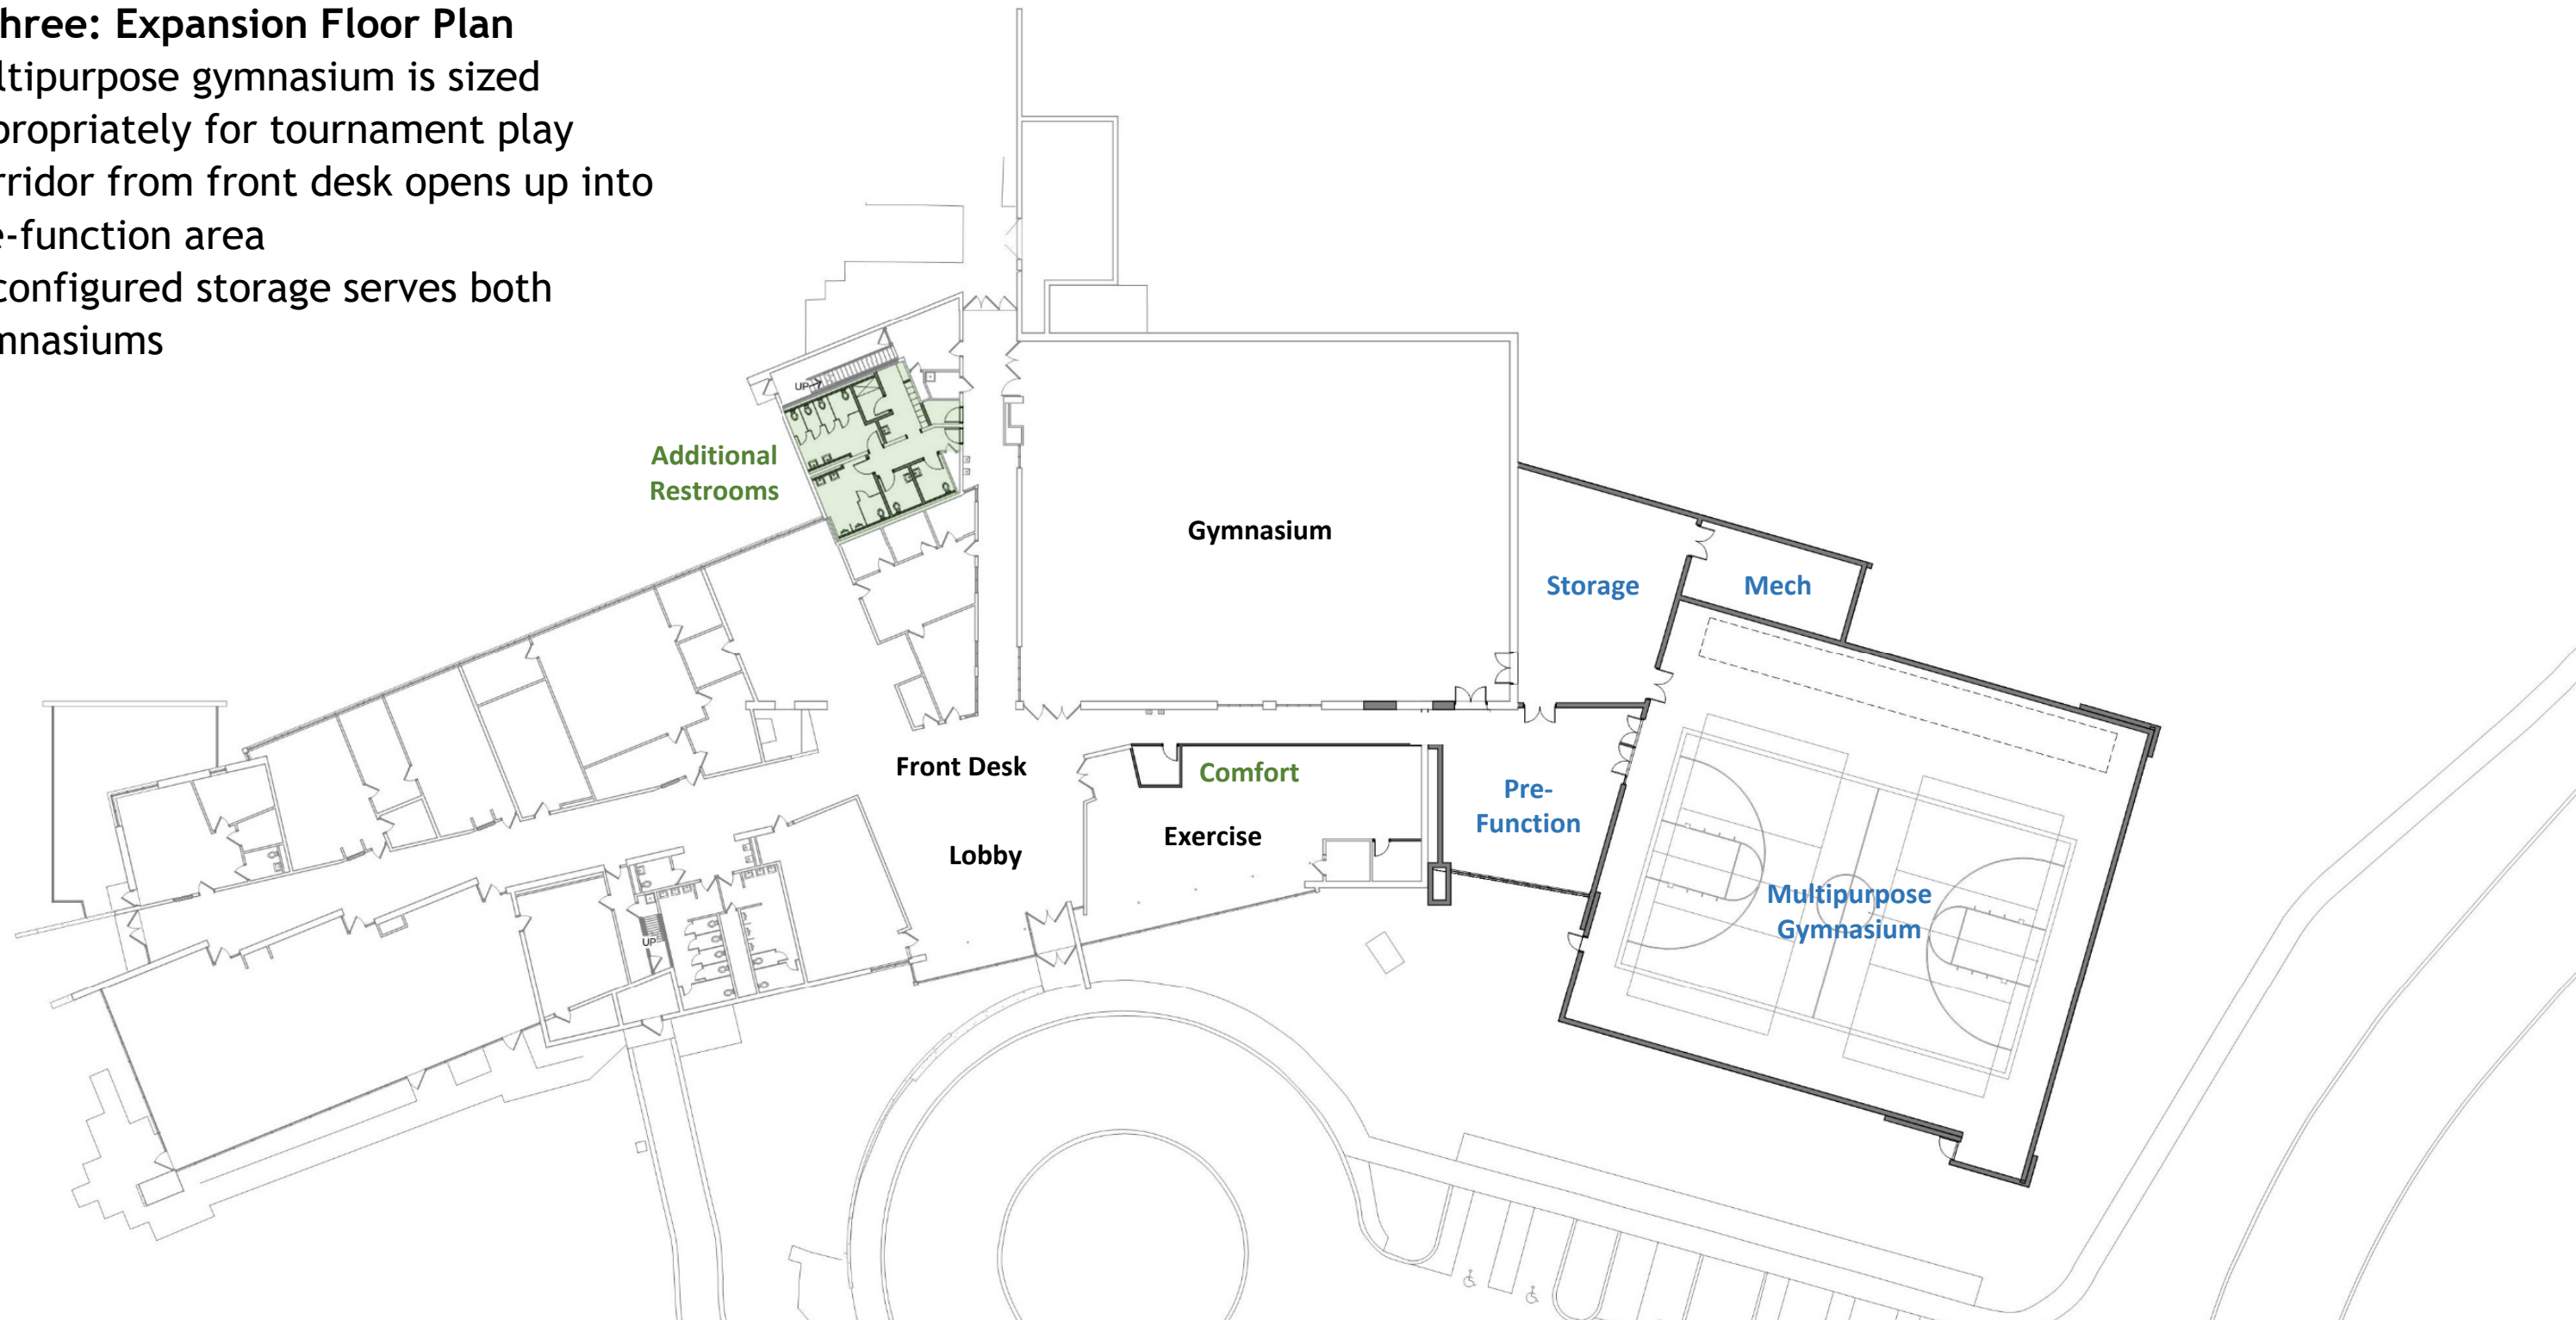 hree: Expansion Floor Plan
ltipurpose gymnasium is sized
propriately for tournament play
rridor from front desk opens up into
e-function area
configured storage serves both
mnasiums
UP
Additional
Restrooms
Gymnasium
Storage
Mech
Front Desk
Comfort
Pre-
Function
Exercise
Lobby
Multipurpose
Gymnasium
UP